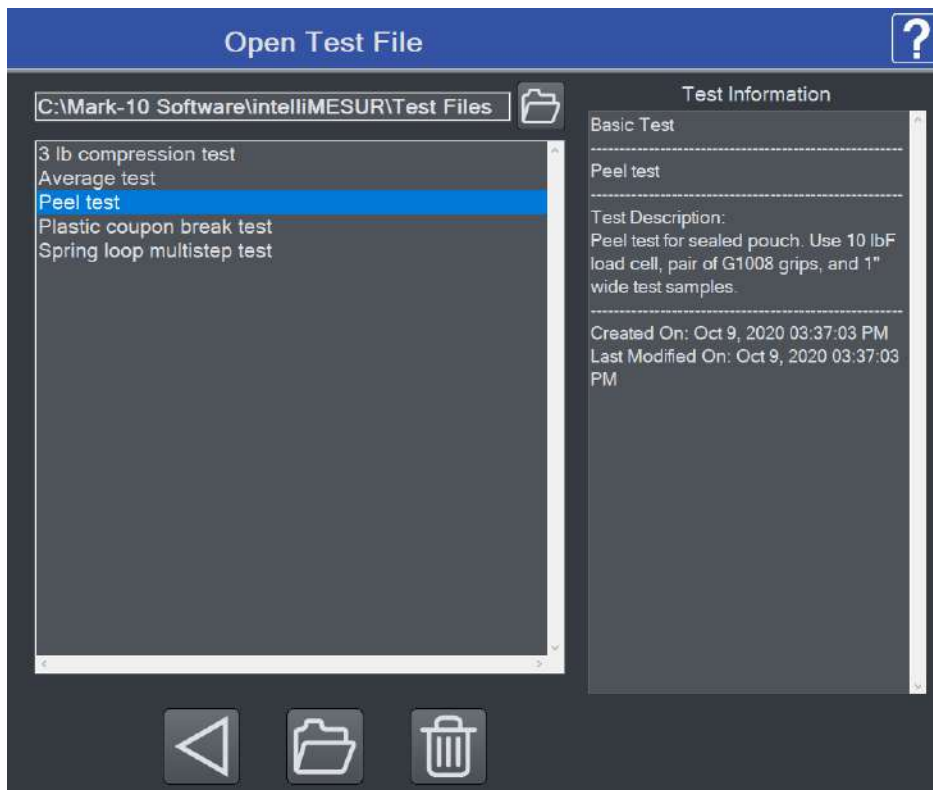 Open Test File
?
C:\Mark-10 Software\intelliMESUR\Test Files
3 lb compression test
Average test
Peel test
Plastic coupon break test
Spring loop multistep test
Test Information
Basic Test
--------------------------------------------------------
Peel test
--------------------------------------------------------
Test Description:
Peel test for sealed pouch. Use 10 lbF
load cell, pair of G1008 grips, and 1"
wide test samples.
--------------------------------------------------------
Created On: Oct 9, 2020 03:37:03 PM
Last Modified On: Oct 9, 2020 03:37:03
PM